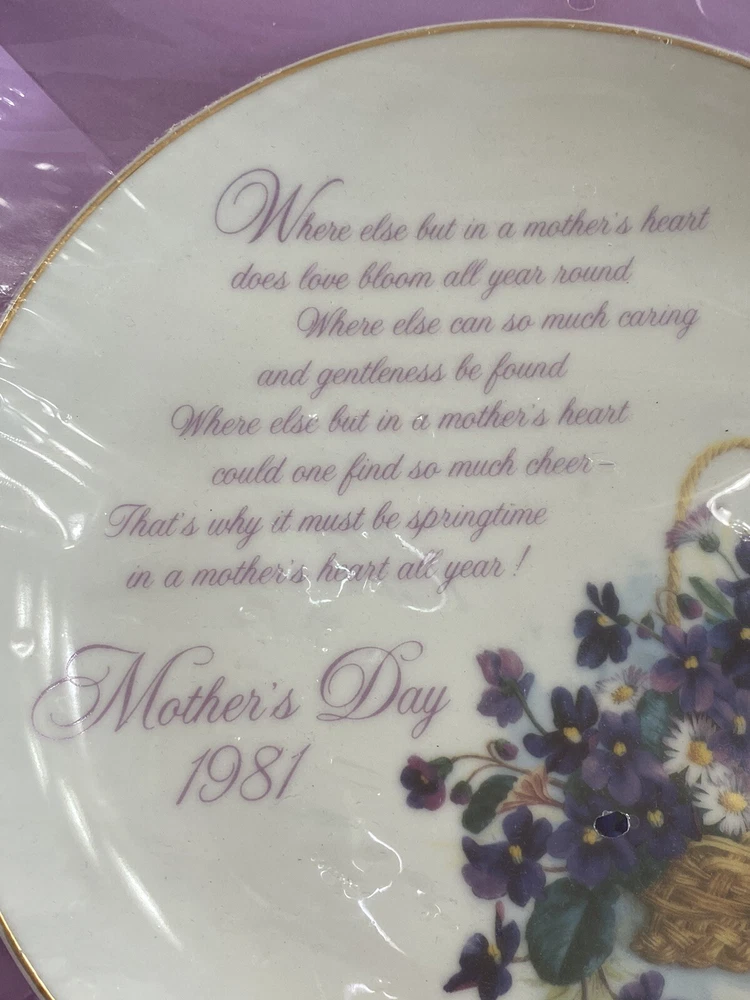 Where else but in a mother's heart
does love bloom all year round
Where else can so much caring
and gentleness be found
Where else but in a mother's heart
could one find so much cheer–
That's why it must be springtime
in a mother's heart all year!
Mother's Day
1981